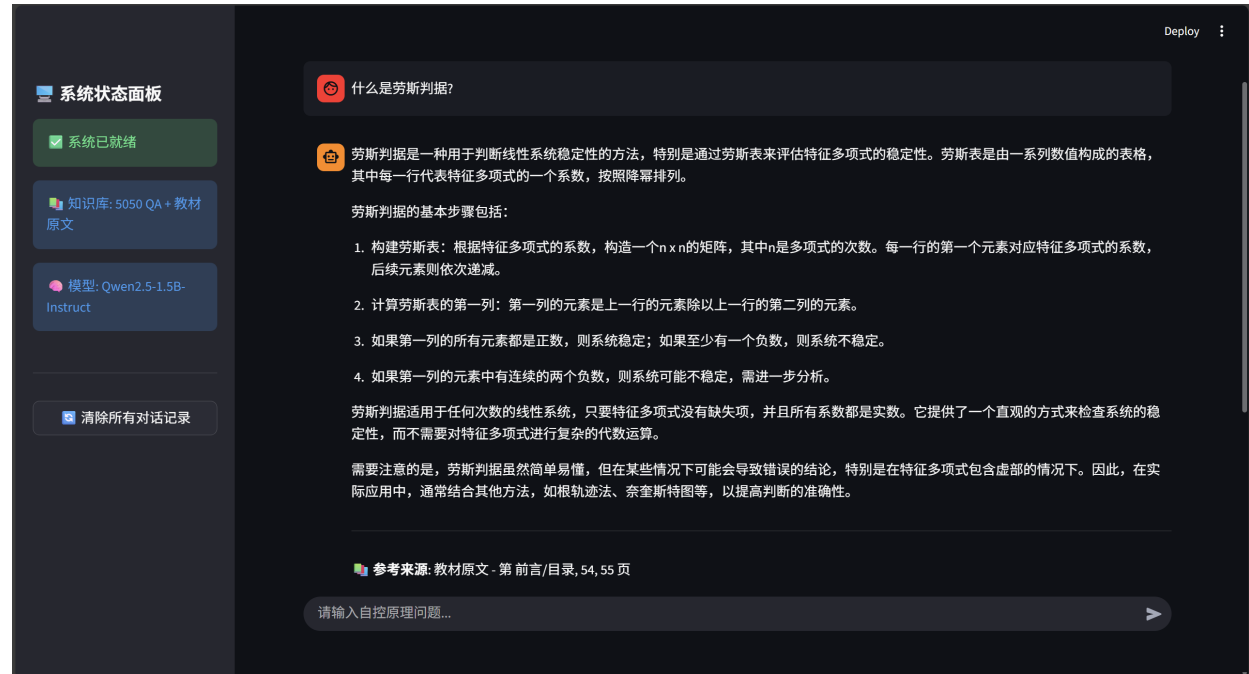 Deploy
系统状态面板
系统已就绪
知识库: 5050 QA + 教材
原文
模型: Qwen2.5-1.5B-
Instruct
清除所有对话记录
什么是劳斯判据?
劳斯判据是一种用于判断线性系统稳定性的方法，特别是通过劳斯表来评估特征多项式的稳定性。劳斯表是由一系列数值构成的表格，
其中每一行代表特征多项式的一个系数，按照降幂排列。
劳斯判据的基本步骤包括：
1. 构建劳斯表：根据特征多项式的系数，构造一个n x n的矩阵，其中n是多项式的次数。每一行的第一个元素对应特征多项式的系数，
后续元素则依次递减。
2. 计算劳斯表的第一列：第一列的元素是上一行的元素除以上一行的第二列的元素。
3. 如果第一列的所有元素都是正数，则系统稳定；如果至少有一个负数，则系统不稳定。
4. 如果第一列的元素中有连续的两个负数，则系统可能不稳定，需进一步分析。
劳斯判据适用于任何次数的线性系统，只要特征多项式没有缺失项，并且所有系数都是实数。它提供了一个直观的方式来检查系统的稳
定性，而不需要对特征多项式进行复杂的代数运算。
需要注意的是，劳斯判据虽然简单易懂，但在某些情况下可能会导致错误的结论，特别是在特征多项式包含虚部的情况下。因此，在实
际应用中，通常结合其他方法，如根轨迹法、奈奎斯特图等，以提高判断的准确性。
参考来源: 教材原文 - 第 前言/目录, 54, 55 页
请输入自控原理问题...